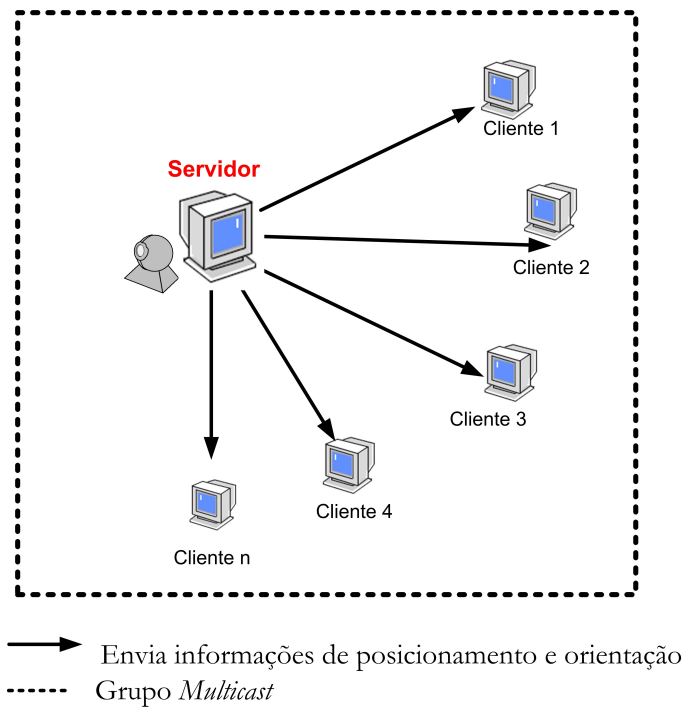 Cliente 1
Servidor
Cliente 2
Cliente 3
Cliente 4
Cliente n
Envia informações de posicionamento e orientação
Grupo Multicast